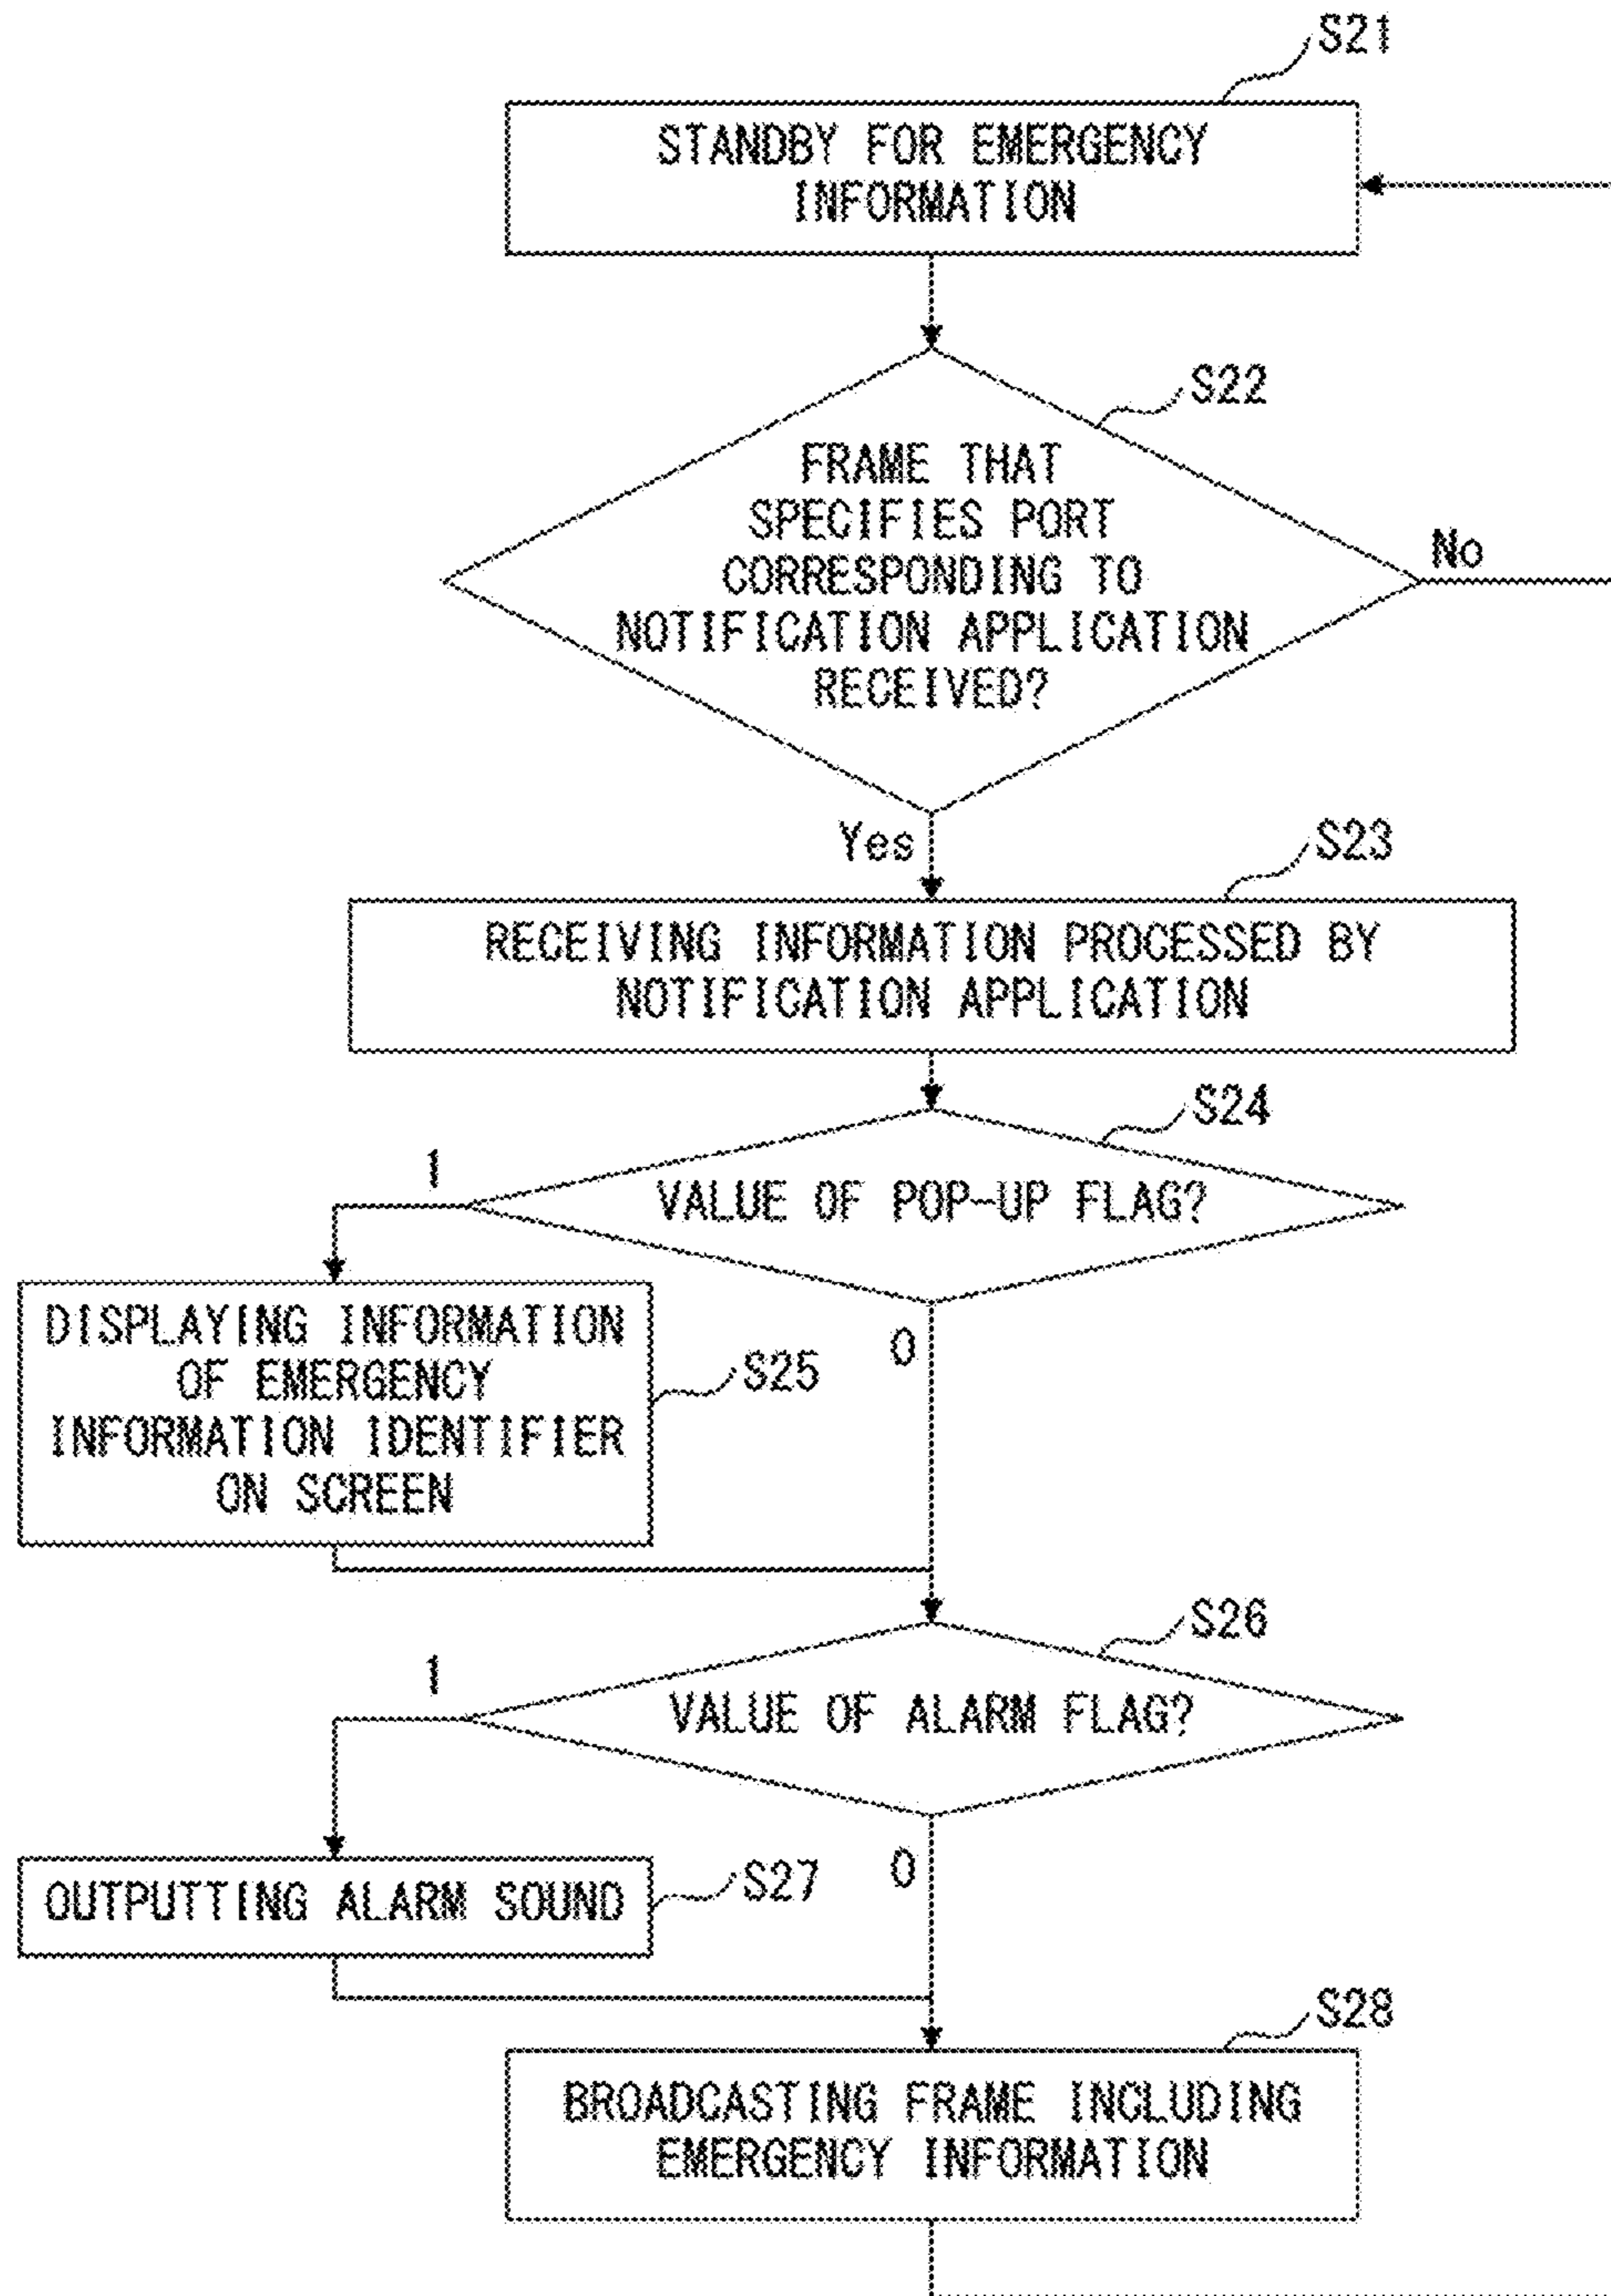 S21
STANDBY FOR EMERGENCY
INFORMATION
S22
FRAME THAT
SPECIFIES PORT
CORRESPONDING TO
NOTIFICATION APPLICATION
RECEIVED?
No
Yes
S23
RECEIVING INFORMATION PROCESSED BY
NOTIFICATION APPLICATION
S24
1
VALUE OF POP-UP FLAG?
DISPLAYING INFORMATION
OF EMERGENCY
INFORMATION IDENTIFIER
ON SCREEN
S25
0
S26
1
VALUE OF ALARM FLAG?
OUTPUTTING ALARM SOUND
S27
0
S28
BROADCASTING FRAME INCLUDING
EMERGENCY INFORMATION